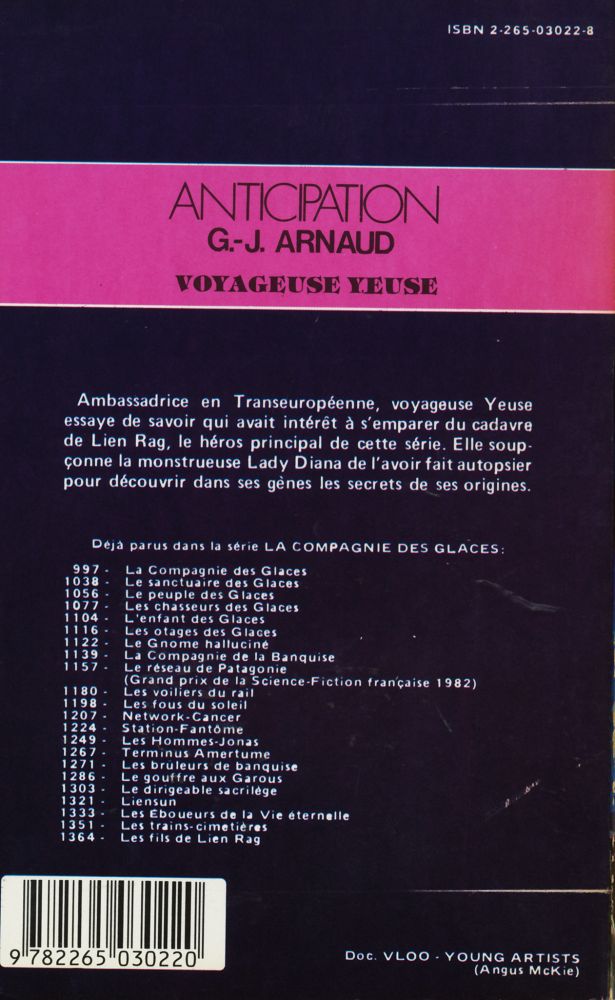 ISBN 2-265-03022-8
ANTICIPATION
G.-J. ARNAUD
VOYAGEUSE YEUSE
Ambassadrice en Transeuropéenne, voyageuse Yeuse
essaye de savoir qui avait intérêt à s'emparer du cadavre
de Lien Rag, le héros principal de cette série. Elle soup-
çonne la monstrueuse Lady Diana de l'avoir fait autopsier
pour découvrir dans ses gènes les secrets de ses origines.
Déjà parus dans la série LA COMPAGNIE DES GLACES:
997 - La Compagnie des Glaces
1038 - Le sanctuaire des Glaces
1056 - Le peuple des Glaces
1077 - Les chasseurs des Glaces
1104 - L'enfant des Glaces
1116 - Les otages des Glaces
1122 - Le Gnome halluciné
1139 - La Compagnie de la Banquise
1157 - Le réseau de Patagonie
(Grand prix de la Science-Fiction française 1982)
1180 - Les voiliers du rail
1198 - Les fous du soleil
1207 - Network-Cancer
1224 - Station-Fantôme
1249 - Les Hommes-Jonas
1267 - Terminus Amertume
1271 - Les bruleurs de banquise
1286 - Le gouffre aux Garous
1303 - Le dirigeable sacrilège
1321 - Liensun
1333 - Les Éboueurs de la Vie éternelle
1351 - Les trains-cimetières
1364 - Les fils de Lien Rag
9 782265 030220
Doc. VLOO - YOUNG ARTISTS
(Angus McKie)